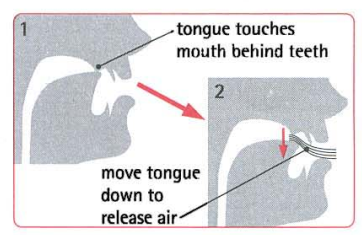 1
tongue touches
mouth behind teeth
2
move tongue
down to
release air